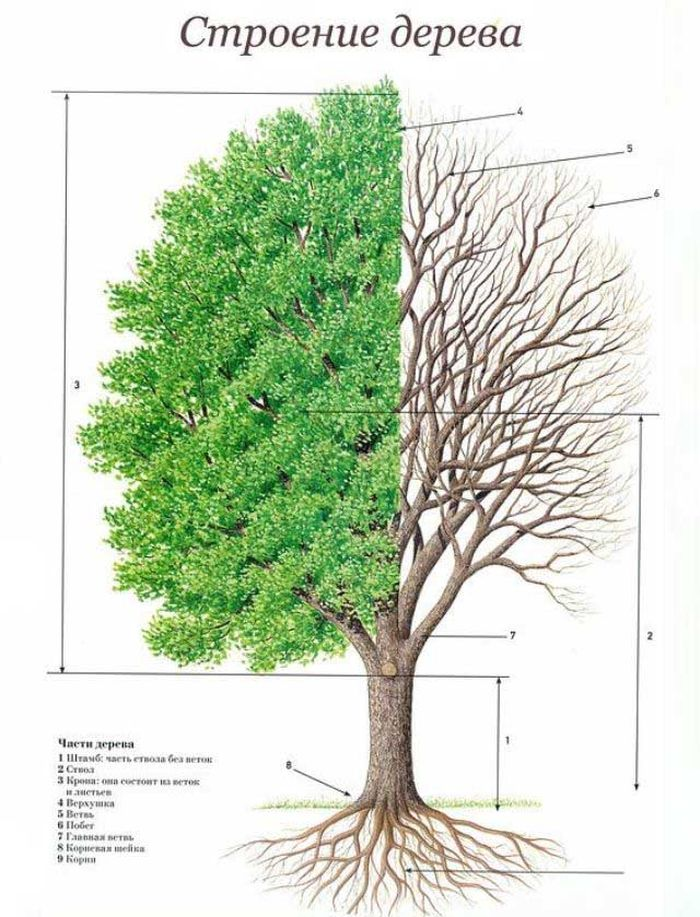 Строение дерева
4
5
6
3
2
7
1
8
Части дерева
1 Штамб: часть ствола без веток
2 Ствол
3 Крона: она состоит из веток
и листьев
4 Верхушка
5 Ветвь
6 Побег
7 Главная ветвь
8 Корневая шейка
9 Корни